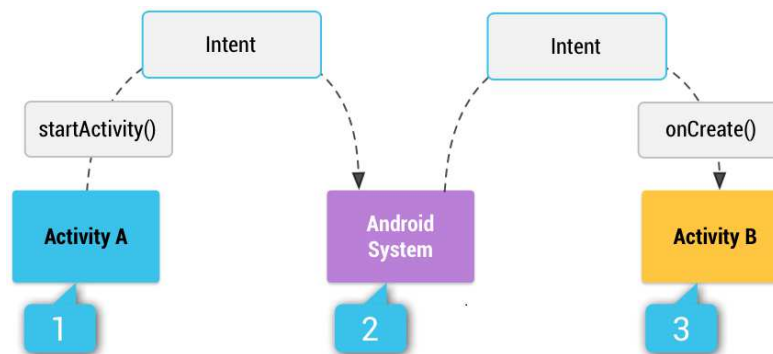 Intent
Intent
startActivity()
onCreate()
Activity A
Android
System
Activity B
1
2
3